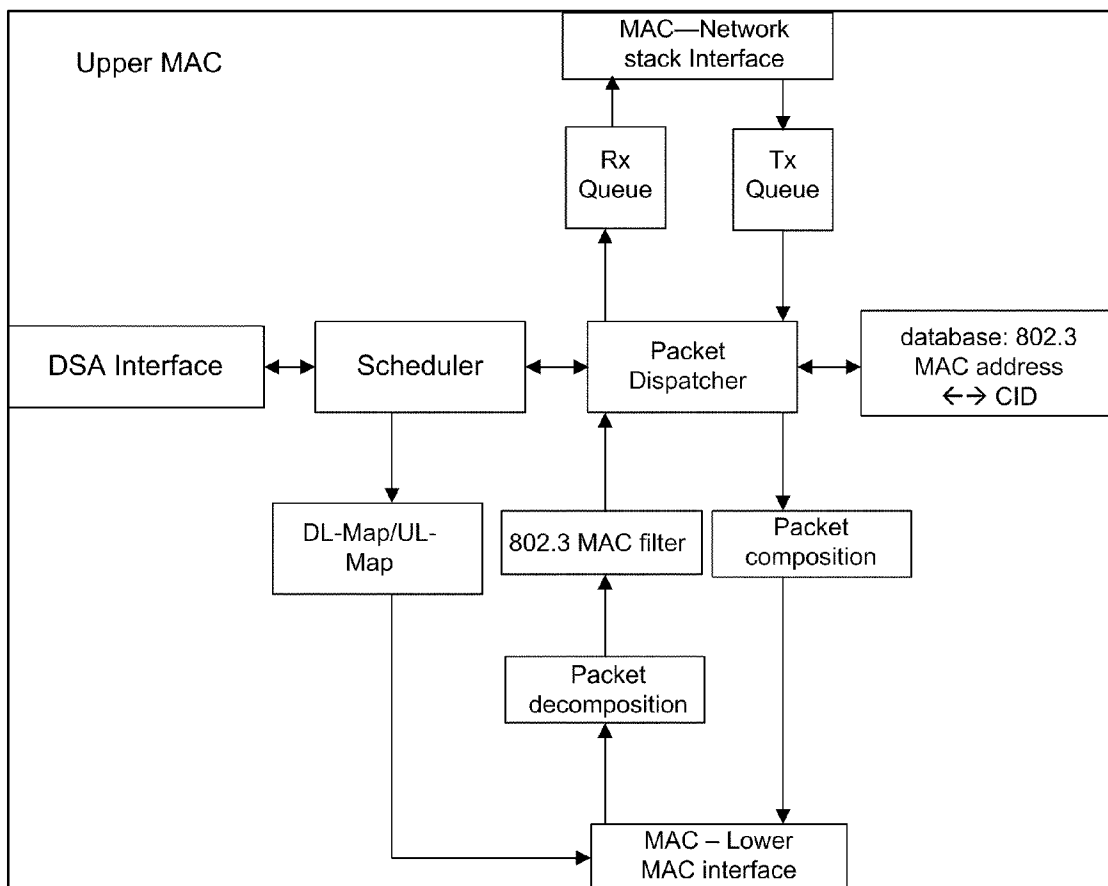 Upper MAC
MAC—Network
stack Interface
Rx
Queue
Tx
Queue
DSA Interface
Scheduler
Packet
Dispatcher
database: 802.3
MAC address
←→ CID
DL-Map/UL-
Map
802.3 MAC filter
Packet
composition
Packet
decomposition
MAC – Lower
MAC interface